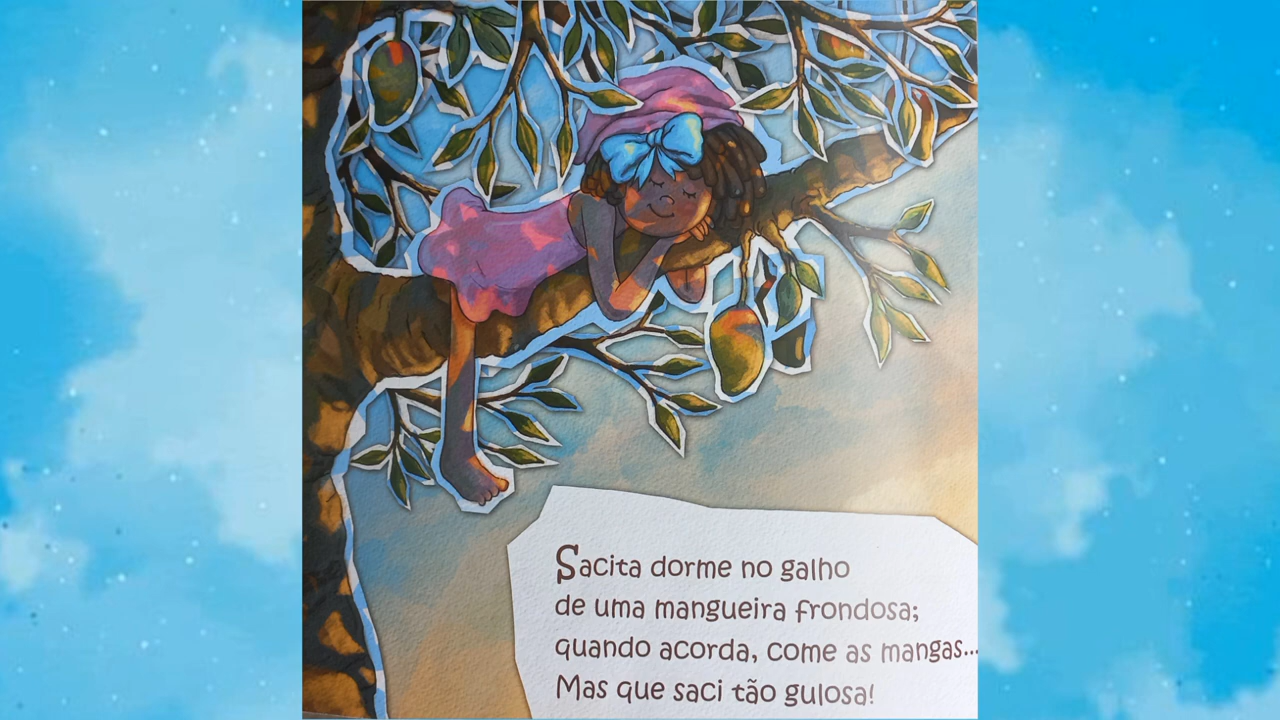 Sacita dorme no galho
de uma mangueira frondosa;
quando acorda, come as mangas...
Mas que saci tão gulosa!